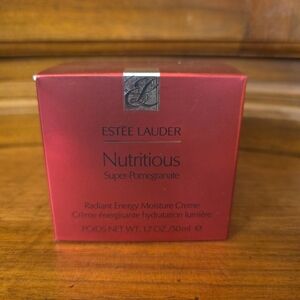 ESTĒE LAUDER
Nutritious
Super-Pomegranate
Radiant Energy Moisture Creme
Crème énergisante hydratation lumière
POIDS NET WT. 1.7 OZ./50 ml ℮